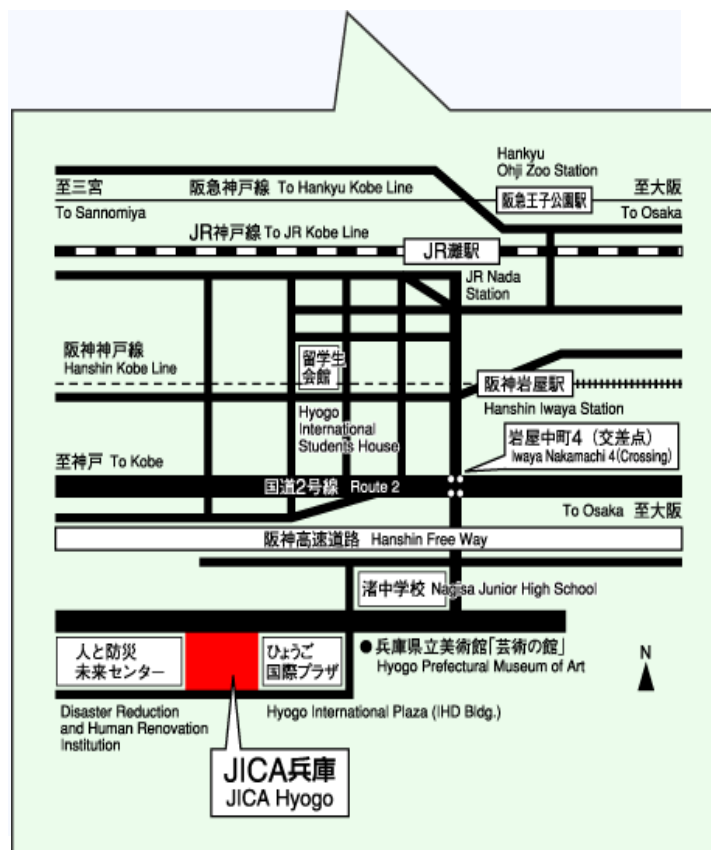 Hankyu
Ohji Zoo Station
至三宮
阪急神戸線 To Hankyu Kobe Line
阪急王子公園駅
至大阪
To Sannomiya
To Osaka
JR神戸線 To JR Kobe Line
JR灘駅
JR Nada
Station
阪神神戸線
Hanshin Kobe Line
留学生
会館
阪神岩屋駅
Hanshin Iwaya Station
Hyogo
International
Students House
岩屋中町4（交差点）
Iwaya Nakamachi 4(Crossing)
至神戸 To Kobe
国道2号線 Route 2
To Osaka 至大阪
阪神高速道路 Hanshin Free Way
渚中学校 Nagisa Junior High School
人と防災
未来センター
ひょうご
国際プラザ
●兵庫県立美術館「芸術の館」
Hyogo Prefectural Museum of Art
N
Disaster Reduction
and Human Renovation
Institution
Hyogo International Plaza (IHD Bldg.)
JICA兵庫
JICA Hyogo